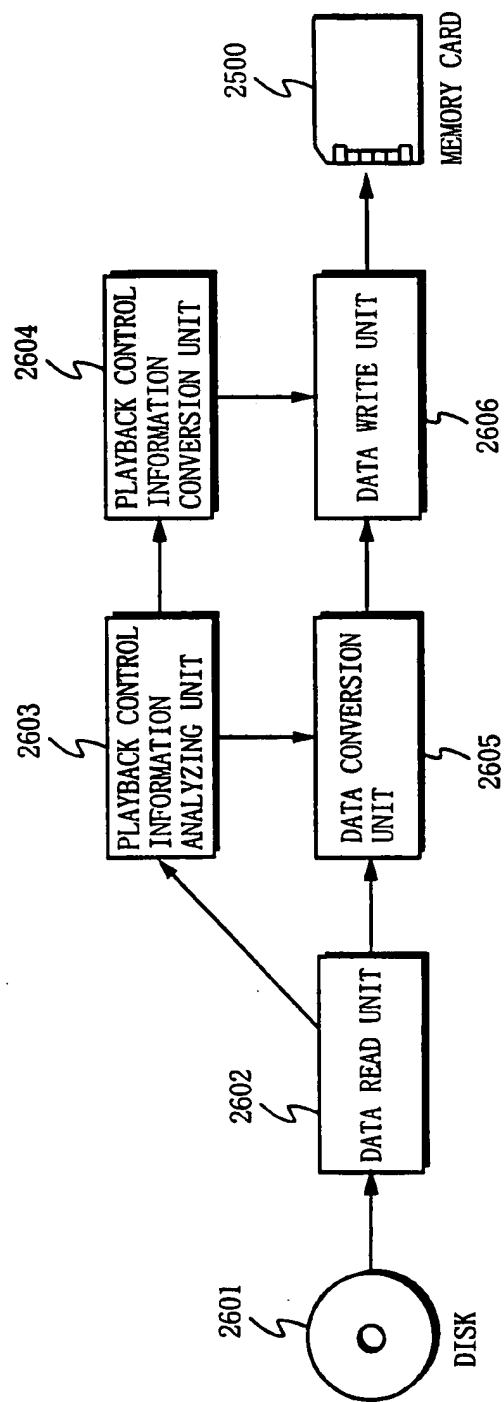 2601
DISK
2602
DATA READ UNIT
2603
PLAYBACK CONTROL
INFORMATION
ANALYZING UNIT
2604
PLAYBACK CONTROL
INFORMATION
CONVERSION UNIT
DATA CONVERSION
UNIT
2605
DATA WRITE UNIT
2606
2500
MEMORY CARD